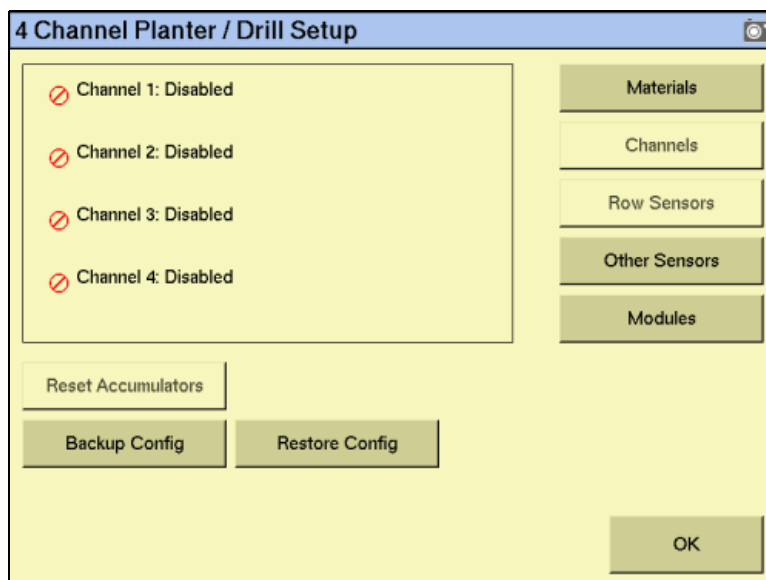 4 Channel Planter / Drill Setup
Channel 1: Disabled
Channel 2: Disabled
Channel 3: Disabled
Channel 4: Disabled
Materials
Channels
Row Sensors
Other Sensors
Modules
Reset Accumulators
Backup Config
Restore Config
OK